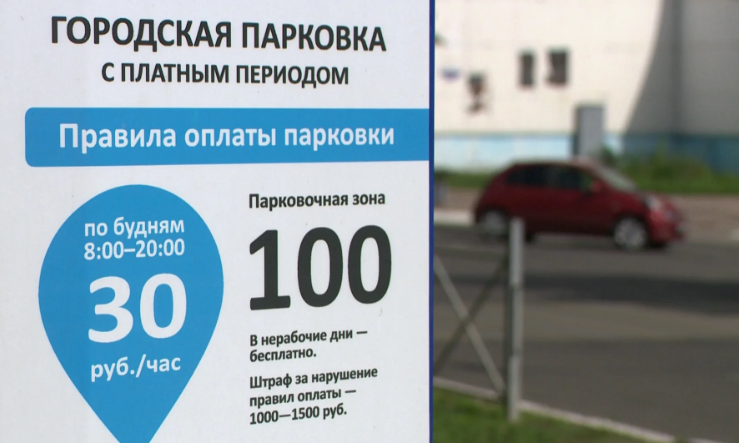 ГОРОДСКАЯ ПАРКОВКА
С ПЛАТНЫМ ПЕРИОДОМ
Правила оплаты парковки
по будням
8:00–20:00
30
руб./час
Парковочная зона
100
В нерабочие дни —
бесплатно.
Штраф за нарушение
правил оплаты —
1000—1500 руб.